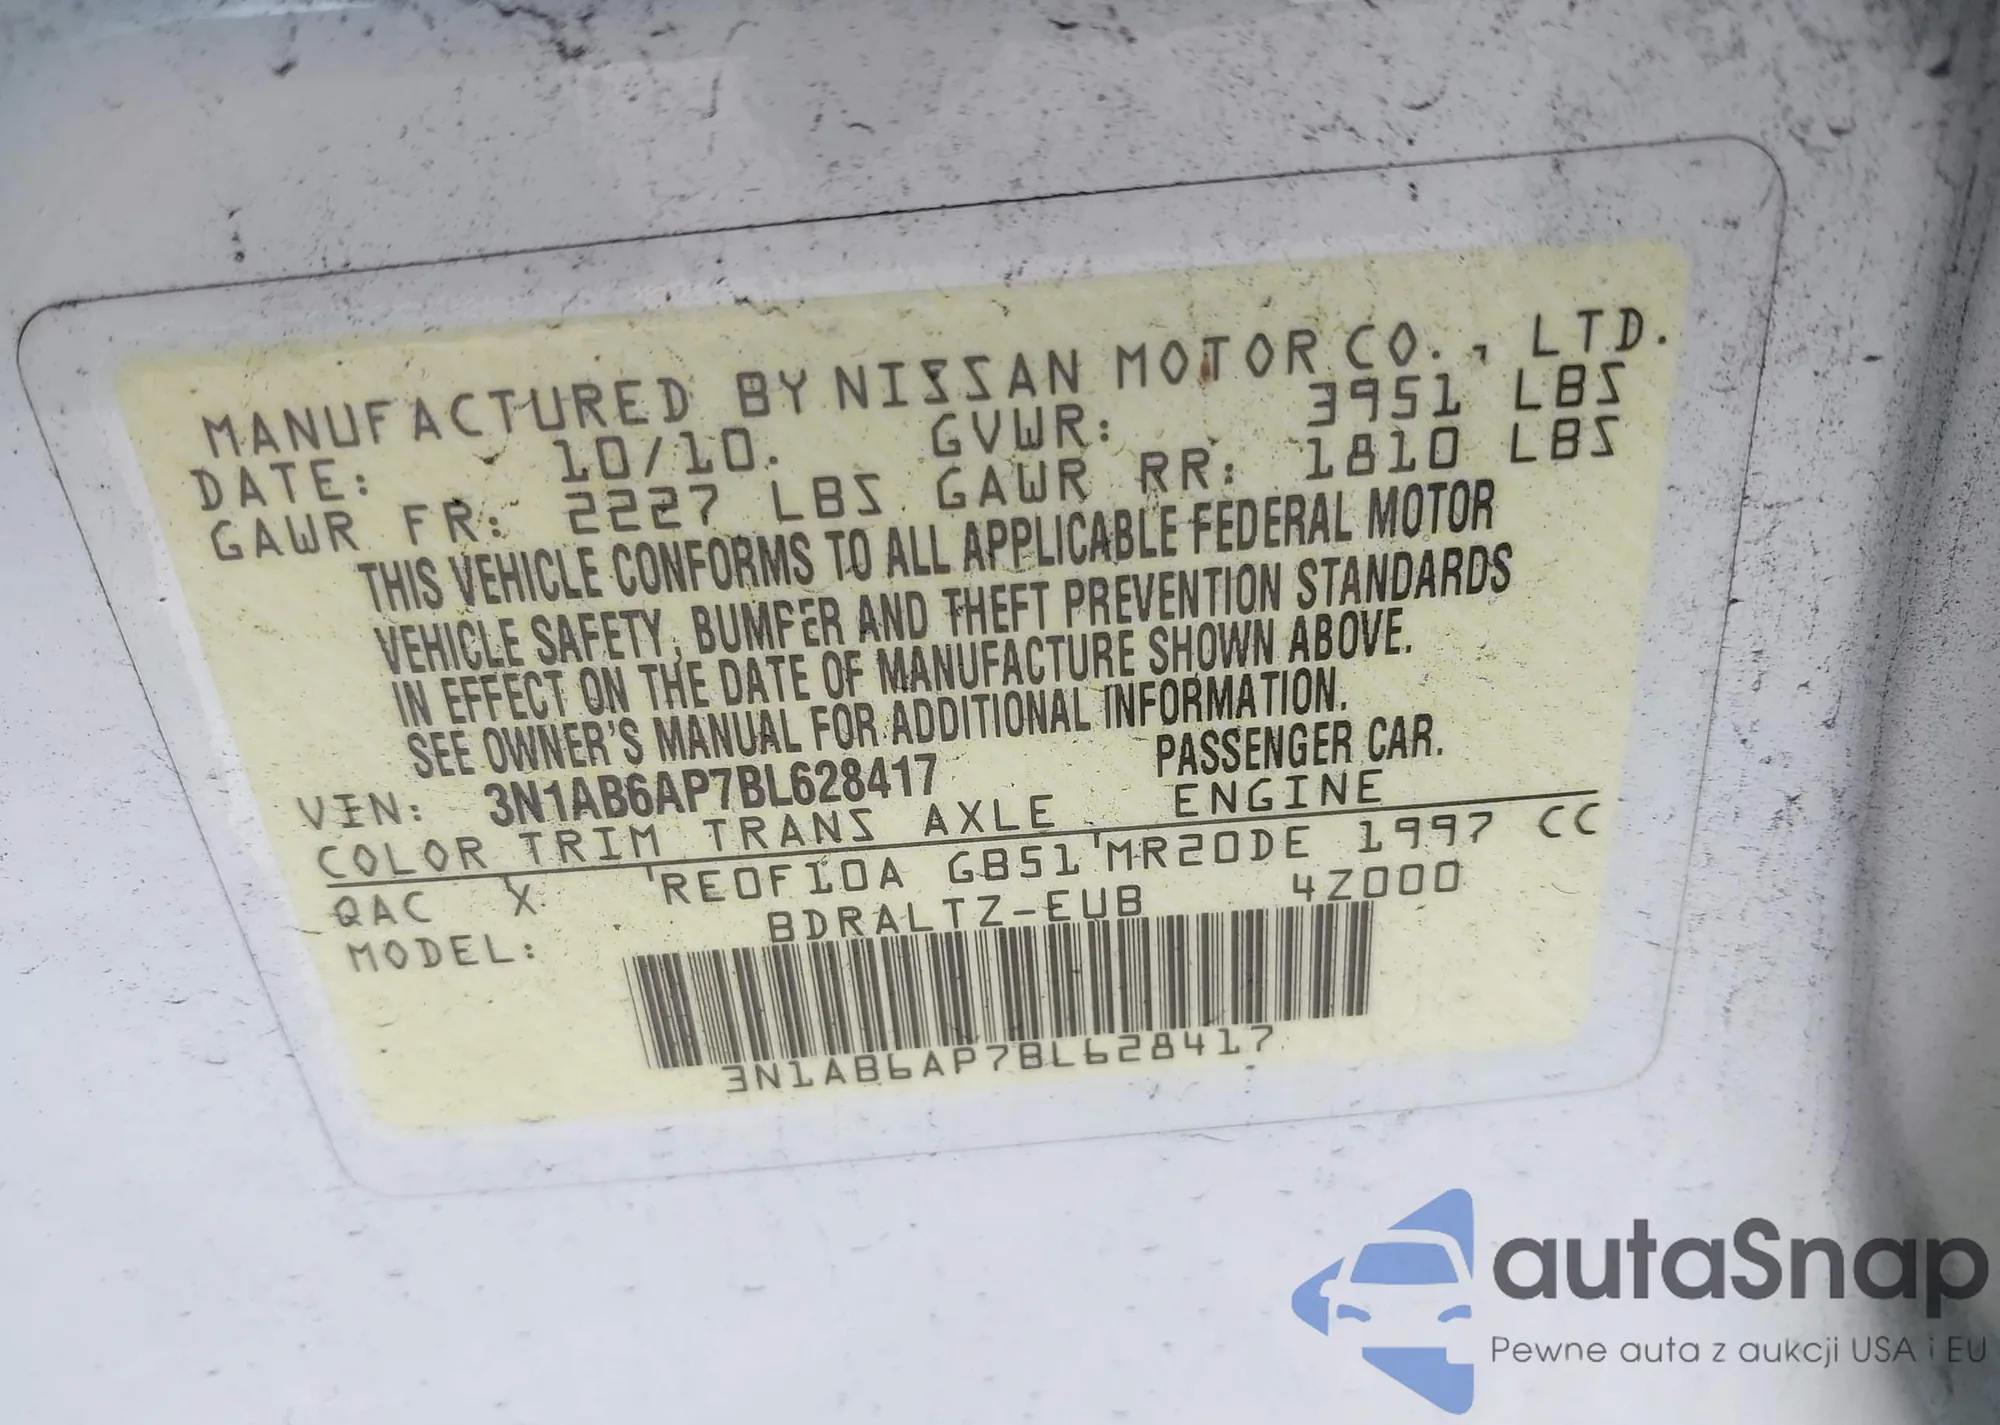 MANUFACTURED BY NISSAN MOTOR CO., LTD.
DATE: 10/10. GVWR: 3951 LBS
GAWR FR: 2227 LBS. GAWR RR: 1810 LBS
THIS VEHICLE CONFORMS TO ALL APPLICABLE FEDERAL MOTOR
VEHICLE SAFETY, BUMPER AND THEFT PREVENTION STANDARDS
IN EFFECT ON THE DATE OF MANUFACTURE SHOWN ABOVE.
SEE OWNER'S MANUAL FOR ADDITIONAL INFORMATION.
VIN: 3N1AB6AP7BL628417 PASSENGER CAR.
COLOR TRIM TRANS AXLE ENGINE
QAC X 'RE0F10A GB51 'MR20DE 1997 CC
MODEL: BDRALTZ-EUB 4Z000
3N1AB6AP7BL628417
autaSnap
Pewne auta z aukcji USA i EU